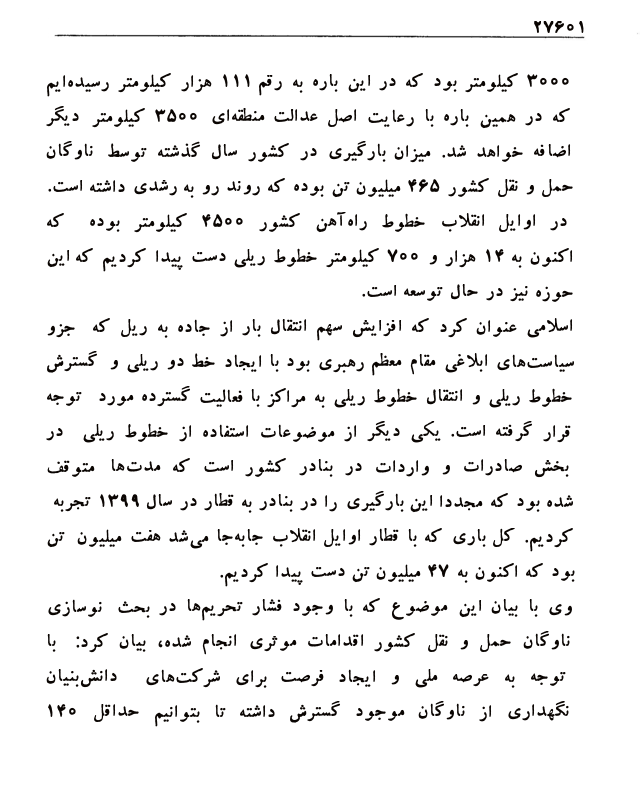 ۲۷۶۰۱
۳۰۰۰ کیلومتر بود که در این باره به رقم ۱۱۱ هزار کیلومتر رسیده‌ایم
که در همین باره با رعایت اصل عدالت منطقه‌ای ۳۵۰۰ کیلومتر دیگر
اضافه خواهد شد. میزان بارگیری در کشور سال گذشته توسط ناوگان
حمل و نقل کشور ۴۶۵ میلیون تن بوده که روند رو به رشدی داشته است.
در اوایل انقلاب خطوط راه‌آهن کشور ۴۵۰۰ کیلومتر بوده که
اکنون به ۱۴ هزار و ۷۰۰ کیلومتر خطوط ریلی دست پیدا کردیم که این
حوزه نیز در حال توسعه است.
اسلامی عنوان کرد که افزایش سهم انتقال بار از جاده به ریل که جزو
سیاست‌های ابلاغی مقام معظم رهبری بود با ایجاد خط دو ریلی و گسترش
خطوط ریلی و انتقال خطوط ریلی به مراکز با فعالیت گسترده مورد توجه
قرار گرفته است. یکی دیگر از موضوعات استفاده از خطوط ریلی در
بخش صادرات و واردات در بنادر کشور است که مدت‌ها متوقف
شده بود که مجددا این بارگیری را در بنادر به قطار در سال ۱۳۹۹ تجربه
کردیم. کل باری که با قطار اوایل انقلاب جابه‌جا می‌شد هفت میلیون تن
بود که اکنون به ۴۷ میلیون تن دست پیدا کردیم.
وی با بیان این موضوع که با وجود فشار تحریم‌ها در بحث نوسازی
ناوگان حمل و نقل کشور اقدامات موثری انجام شده، بیان کرد: با
توجه به عرصه ملی و ایجاد فرصت برای شرکت‌های دانش‌بنیان
نگهداری از ناوگان موجود گسترش داشته تا بتوانیم حداقل ۱۴۰